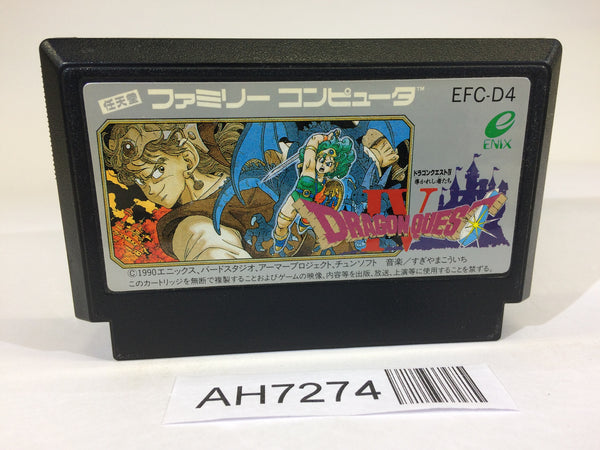 任天堂 ファミリー コンピュータ™ EFC-D4
ENIX
ドラゴンクエストIV
導かれし者たち
IV
DRAGON QUEST
©1990エニックス、バードスタジオ、アーマープロジェクト、チュンソフト 音楽/すぎやまこういち
このカートリッジを無断で複製することおよびゲームの映像、内容等を出版、放送、上演等に使用することを禁ずる。
AH7274